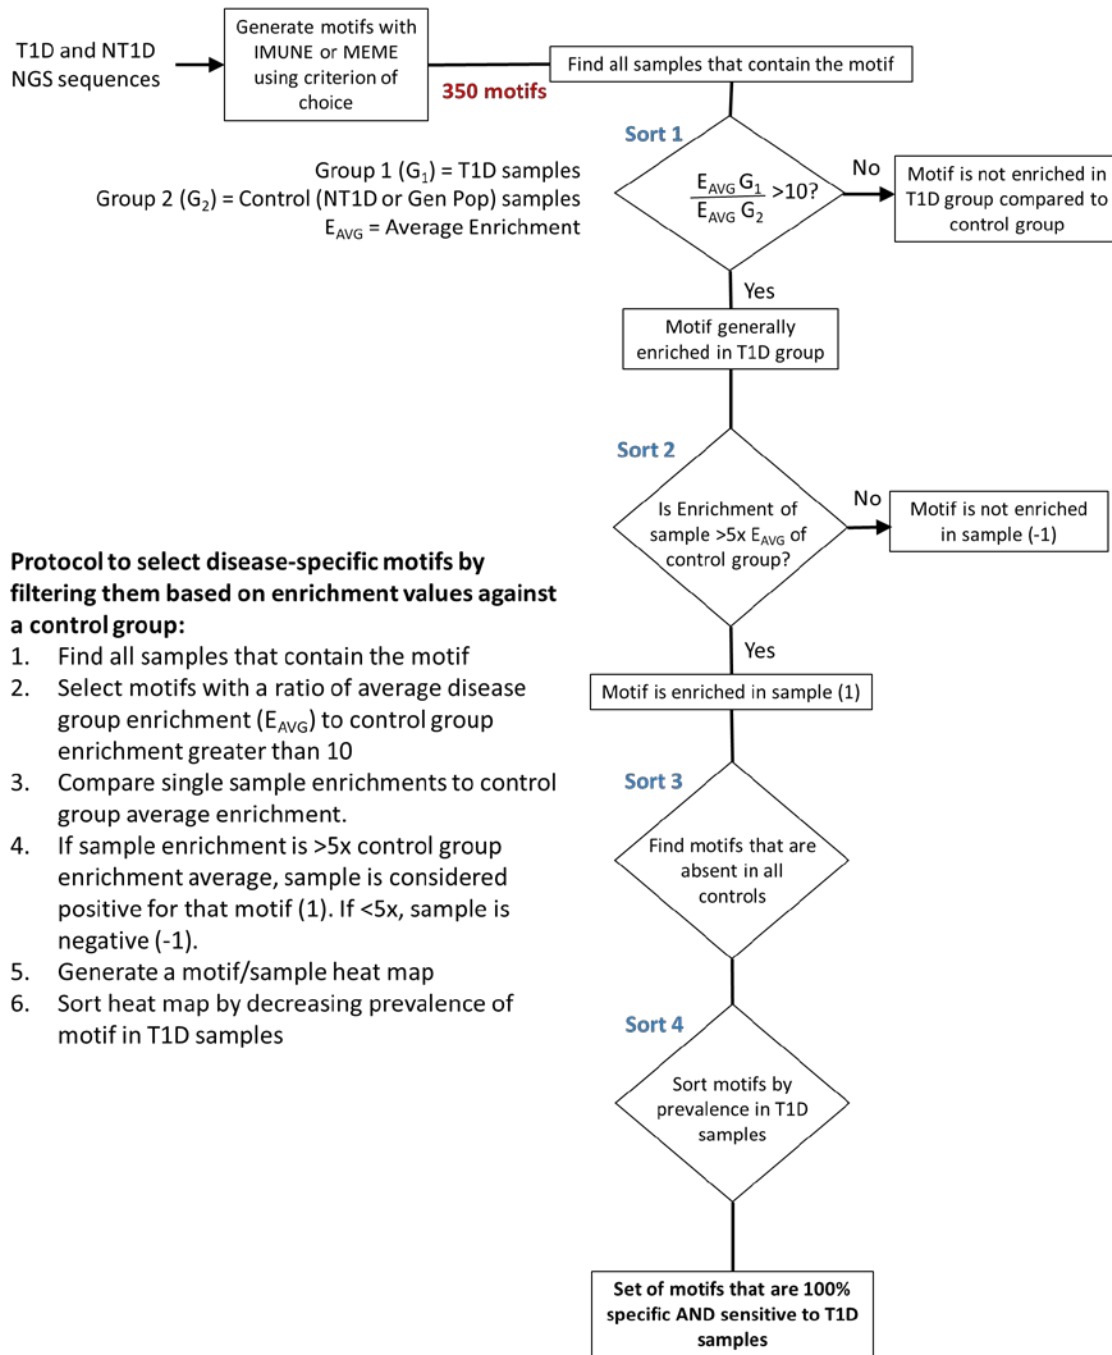 T1D and NT1D
NGS sequences
Generate motifs with
IMUNE or MEME
using criterion of
choice
350 motifs
Find all samples that contain the motif
Group 1 (G₁) = T1D samples
Group 2 (G₂) = Control (NT1D or Gen Pop) samples
E_AVG = Average Enrichment
Sort 1
E_AVG G₁
E_AVG G₂
>10?
No
Motif is not enriched in
T1D group compared to
control group
Yes
Motif generally
enriched in T1D group
Sort 2
Is Enrichment of
sample >5x E_AVG of
control group?
No
Motif is not enriched
in sample (-1)
Yes
Motif is enriched in sample (1)
Sort 3
Find motifs that are
absent in all
controls
Sort 4
Sort motifs by
prevalence in T1D
samples
Set of motifs that are 100%
specific AND sensitive to T1D
samples
Protocol to select disease-specific motifs by
filtering them based on enrichment values against
a control group:
1. Find all samples that contain the motif
2. Select motifs with a ratio of average disease
group enrichment (E_AVG) to control group
enrichment greater than 10
3. Compare single sample enrichments to control
group average enrichment.
4. If sample enrichment is >5x control group
enrichment average, sample is considered
positive for that motif (1). If <5x, sample is
negative (-1).
5. Generate a motif/sample heat map
6. Sort heat map by decreasing prevalence of
motif in T1D samples